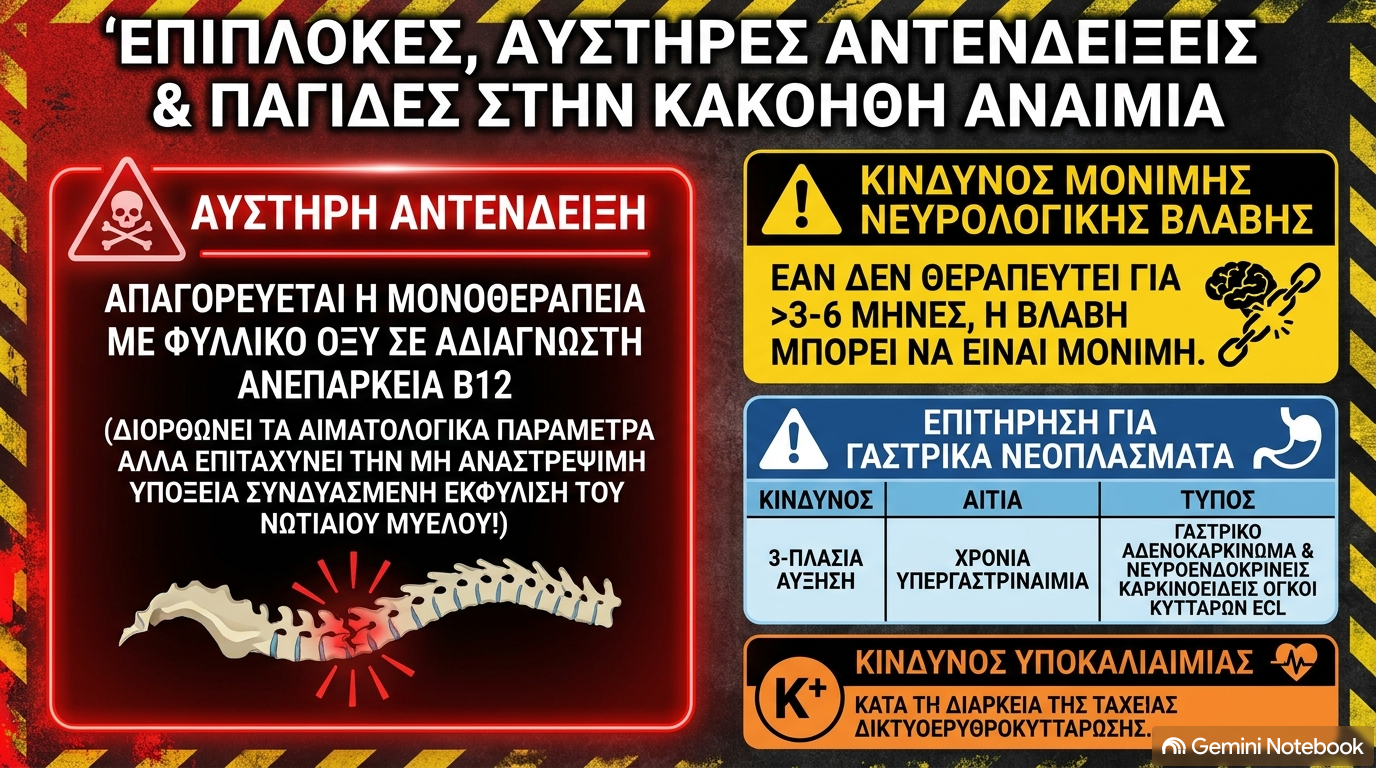 ‘ΕΠΙΠΛΟΚΕΣ, ΑΥΣΤΗΡΕΣ ΑΝΤΕΝΔΕΙΞΕΙΣ
& ΠΑΓΙΔΕΣ ΣΤΗΝ ΚΑΚΟΗΘΗ ΑΝΑΙΜΙΑ
ΑΥΣΤΗΡΗ ΑΝΤΕΝΔΕΙΞΗ
ΑΠΑΓΟΡΕΥΕΤΑΙ Η ΜΟΝΟΘΕΡΑΠΕΙΑ
ΜΕ ΦΥΛΛΙΚΟ ΟΞΥ ΣΕ ΑΔΙΑΓΝΩΣΤΗ
ΑΝΕΠΑΡΚΕΙΑ Β12
(ΔΙΟΡΘΩΝΕΙ ΤΑ ΑΙΜΑΤΟΛΟΓΙΚΑ ΠΑΡΑΜΕΤΡΑ
ΑΛΛΑ ΕΠΙΤΑΧΥΝΕΙ ΤΗΝ ΜΗ ΑΝΑΣΤΡΕΨΙΜΗ
ΥΠΟΞΕΙΑ ΣΥΝΔΥΑΣΜΕΝΗ ΕΚΦΥΛΙΣΗ ΤΟΥ
ΝΩΤΙΑΙΟΥ ΜΥΕΛΟΥ!)
ΚΙΝΔΥΝΟΣ ΜΟΝΙΜΗΣ
ΝΕΥΡΟΛΟΓΙΚΗΣ ΒΛΑΒΗΣ
ΕΑΝ ΔΕΝ ΘΕΡΑΠΕΥΤΕΙ ΓΙΑ
>3-6 ΜΗΝΕΣ, Η ΒΛΑΒΗ
ΜΠΟΡΕΙ ΝΑ ΕΙΝΑΙ ΜΟΝΙΜΗ.
ΕΠΙΤΗΡΗΣΗ ΓΙΑ
ΓΑΣΤΡΙΚΑ ΝΕΟΠΛΑΣΜΑΤΑ
ΚΙΝΔΥΝΟΣ ΑΙΤΙΑ ΤΥΠΟΣ
3-ΠΛΑΣΙΑ
ΑΥΞΗΣΗ
ΧΡΟΝΙΑ
ΥΠΕΡΓΑΣΤΡΙΝΑΙΜΙΑ
ΓΑΣΤΡΙΚΟ
ΑΔΕΝΟΚΑΡΚΙΝΩΜΑ &
ΝΕΥΡΟΕΝΔΟΚΡΙΝΕΙΣ
ΚΑΡΚΙΝΟΕΙΔΕΙΣ ΟΓΚΟΙ
ΚΥΤΤΑΡΩΝ ECL
ΚΙΝΔΥΝΟΣ ΥΠΟΚΑΛΙΑΙΜΙΑΣ
K+
ΚΑΤΑ ΤΗ ΔΙΑΡΚΕΙΑ ΤΗΣ ΤΑΧΕΙΑΣ
ΔΙΚΤΥΟΕΡΥΘΡΟΚΥΤΤΑΡΩΣΗΣ.
Gemini Notebook